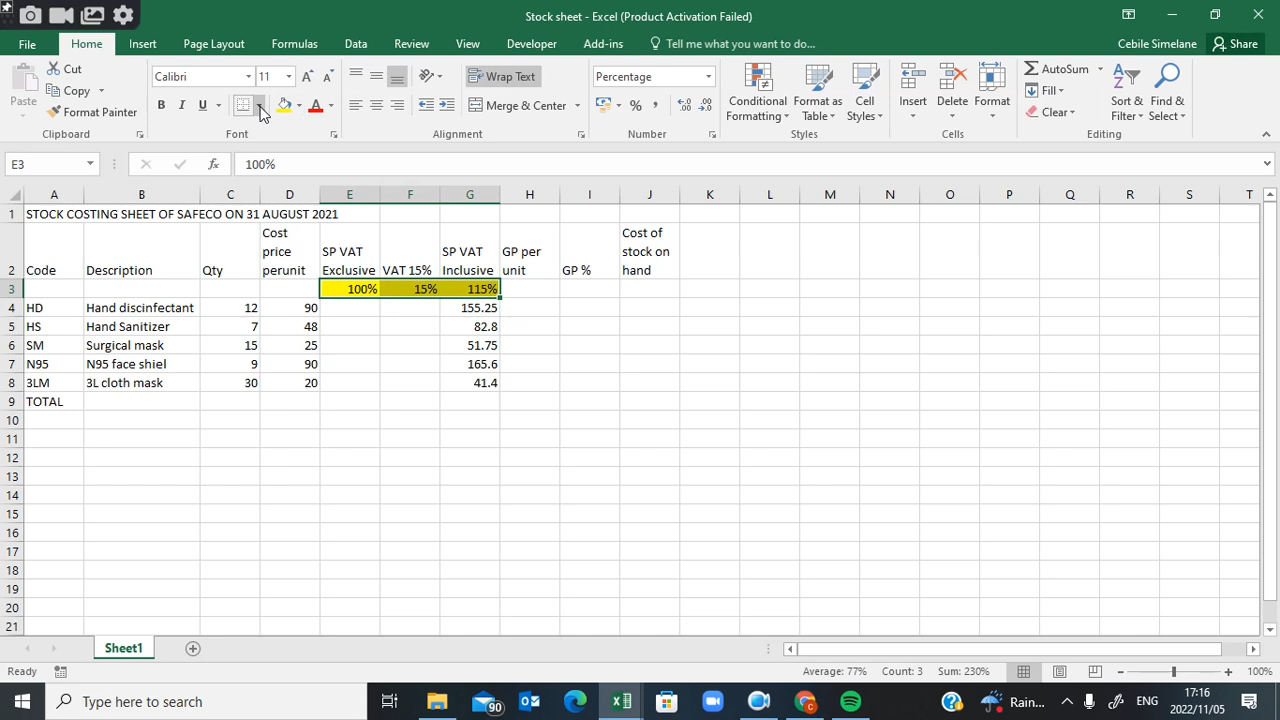 Stock sheet - Excel (Product Activation Failed)
File Home Insert Page Layout Formulas Data Review View Developer Add-ins Tell me what you want to do... Cebile Simelane Share
Paste
Cut
Copy
Format Painter
Clipboard
Calibri 11
B I U A
Font
Wrap Text
Merge & Center
Alignment
Percentage
%
Number
Conditional Formatting
Format as Table
Cell Styles
Styles
Insert
Delete
Format
Cells
AutoSum
Fill
Clear
Sort & Filter
Find & Select
Editing
E3 fx 100%
A B C D E F G H I J K L M N O P Q R S T
1 STOCK COSTING SHEET OF SAFECO ON 31 AUGUST 2021
2 Code Description Qty Cost price perunit SP VAT Exclusive VAT 15% SP VAT Inclusive GP per unit GP % Cost of stock on hand
3 100% 15% 115%
4 HD Hand discinfectant 12 90 155.25
5 HS Hand Sanitizer 7 48 82.8
6 SM Surgical mask 15 25 51.75
7 N95 N95 face shiel 9 90 165.6
8 3LM 3L cloth mask 30 20 41.4
9 TOTAL
10
11
12
13
14
15
16
17
18
19
20
21
Sheet1
Ready Average: 77% Count: 3 Sum: 230% 100%
Type here to search 90 Rain... ENG 17:16
2022/11/05